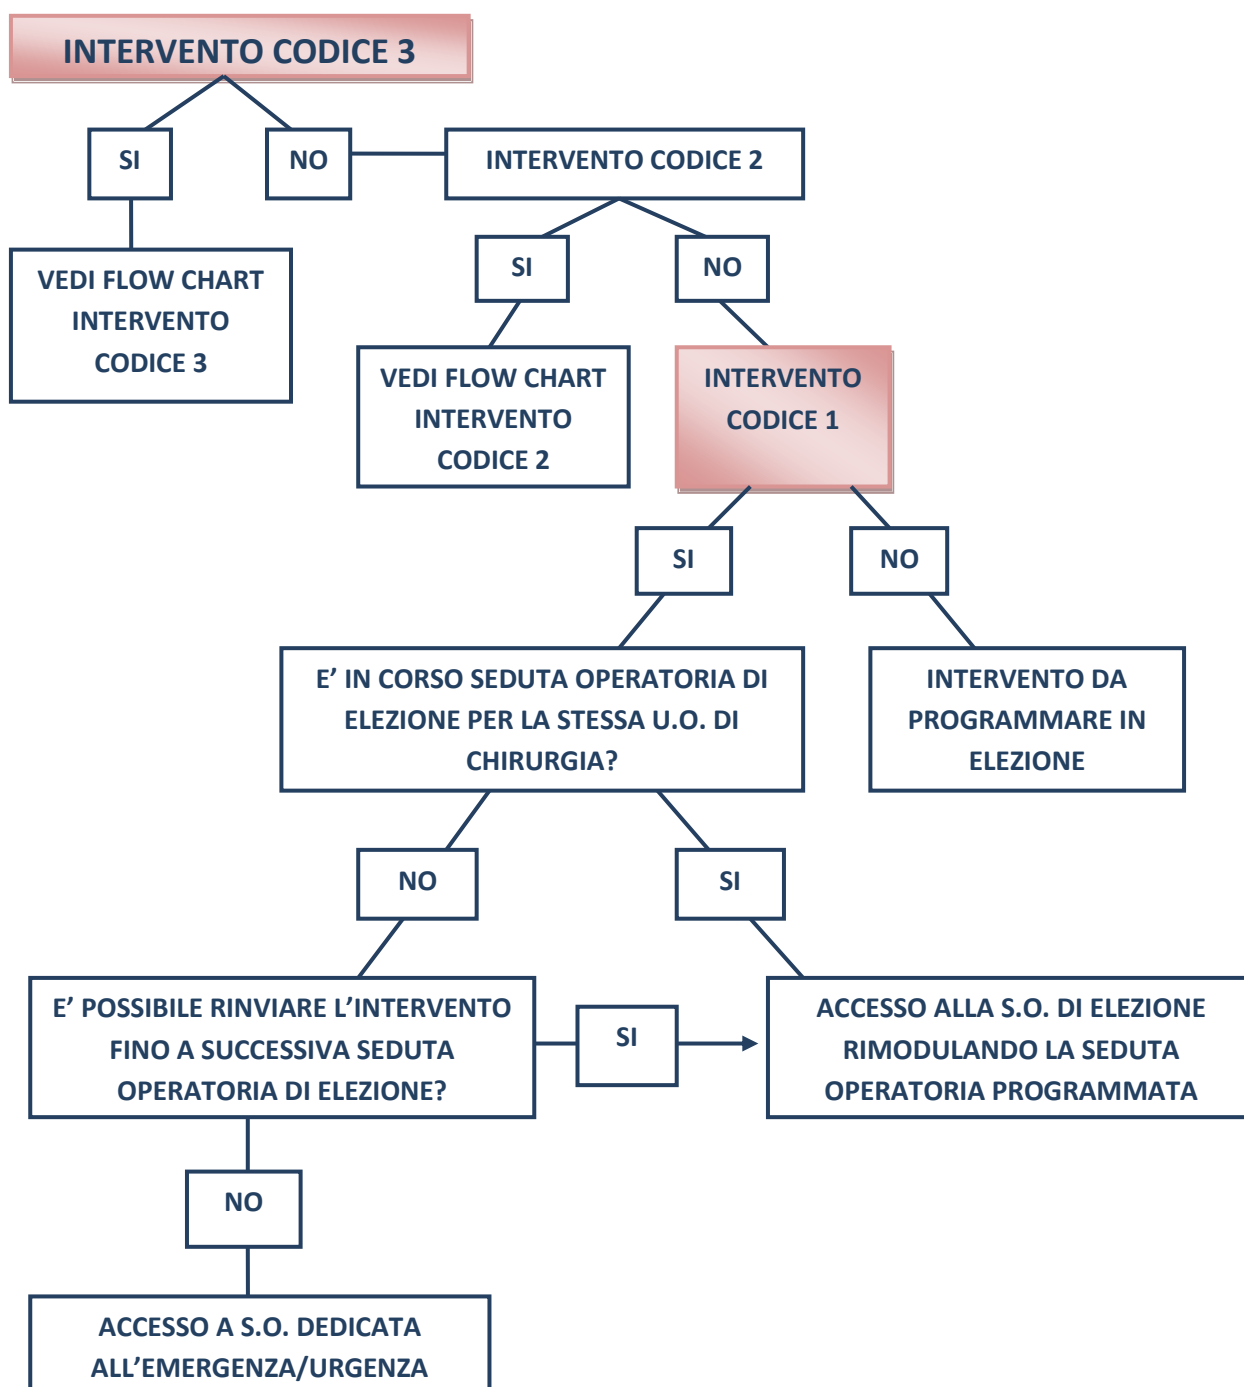 INTERVENTO CODICE 3
SI
NO
INTERVENTO CODICE 2
VEDI FLOW CHART
INTERVENTO
CODICE 3
SI
NO
VEDI FLOW CHART
INTERVENTO
CODICE 2
INTERVENTO
CODICE 1
SI
NO
E’ IN CORSO SEDUTA OPERATORIA DI
ELEZIONE PER LA STESSA U.O. DI
CHIRURGIA?
INTERVENTO DA
PROGRAMMARE IN
ELEZIONE
NO
SI
E’ POSSIBILE RINVIARE L’INTERVENTO
FINO A SUCCESSIVA SEDUTA
OPERATORIA DI ELEZIONE?
SI
ACCESSO ALLA S.O. DI ELEZIONE
RIMODULANDO LA SEDUTA
OPERATORIA PROGRAMMATA
NO
ACCESSO A S.O. DEDICATA
ALL’EMERGENZA/URGENZA